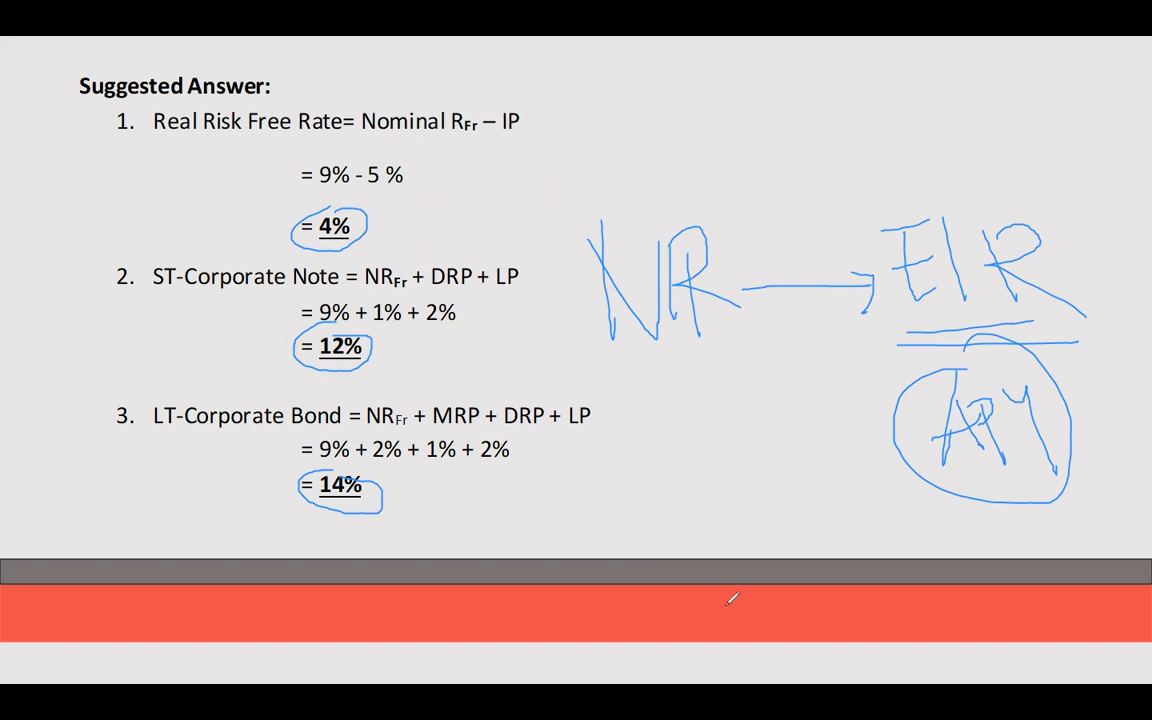 Suggested Answer:
1. Real Risk Free Rate= Nominal RFr – IP
= 9% - 5 %
= 4%
2. ST-Corporate Note = NRFr + DRP + LP
= 9% + 1% + 2%
= 12%
3. LT-Corporate Bond = NRFr + MRP + DRP + LP
= 9% + 2% + 1% + 2%
= 14%
NR → EIR
APY